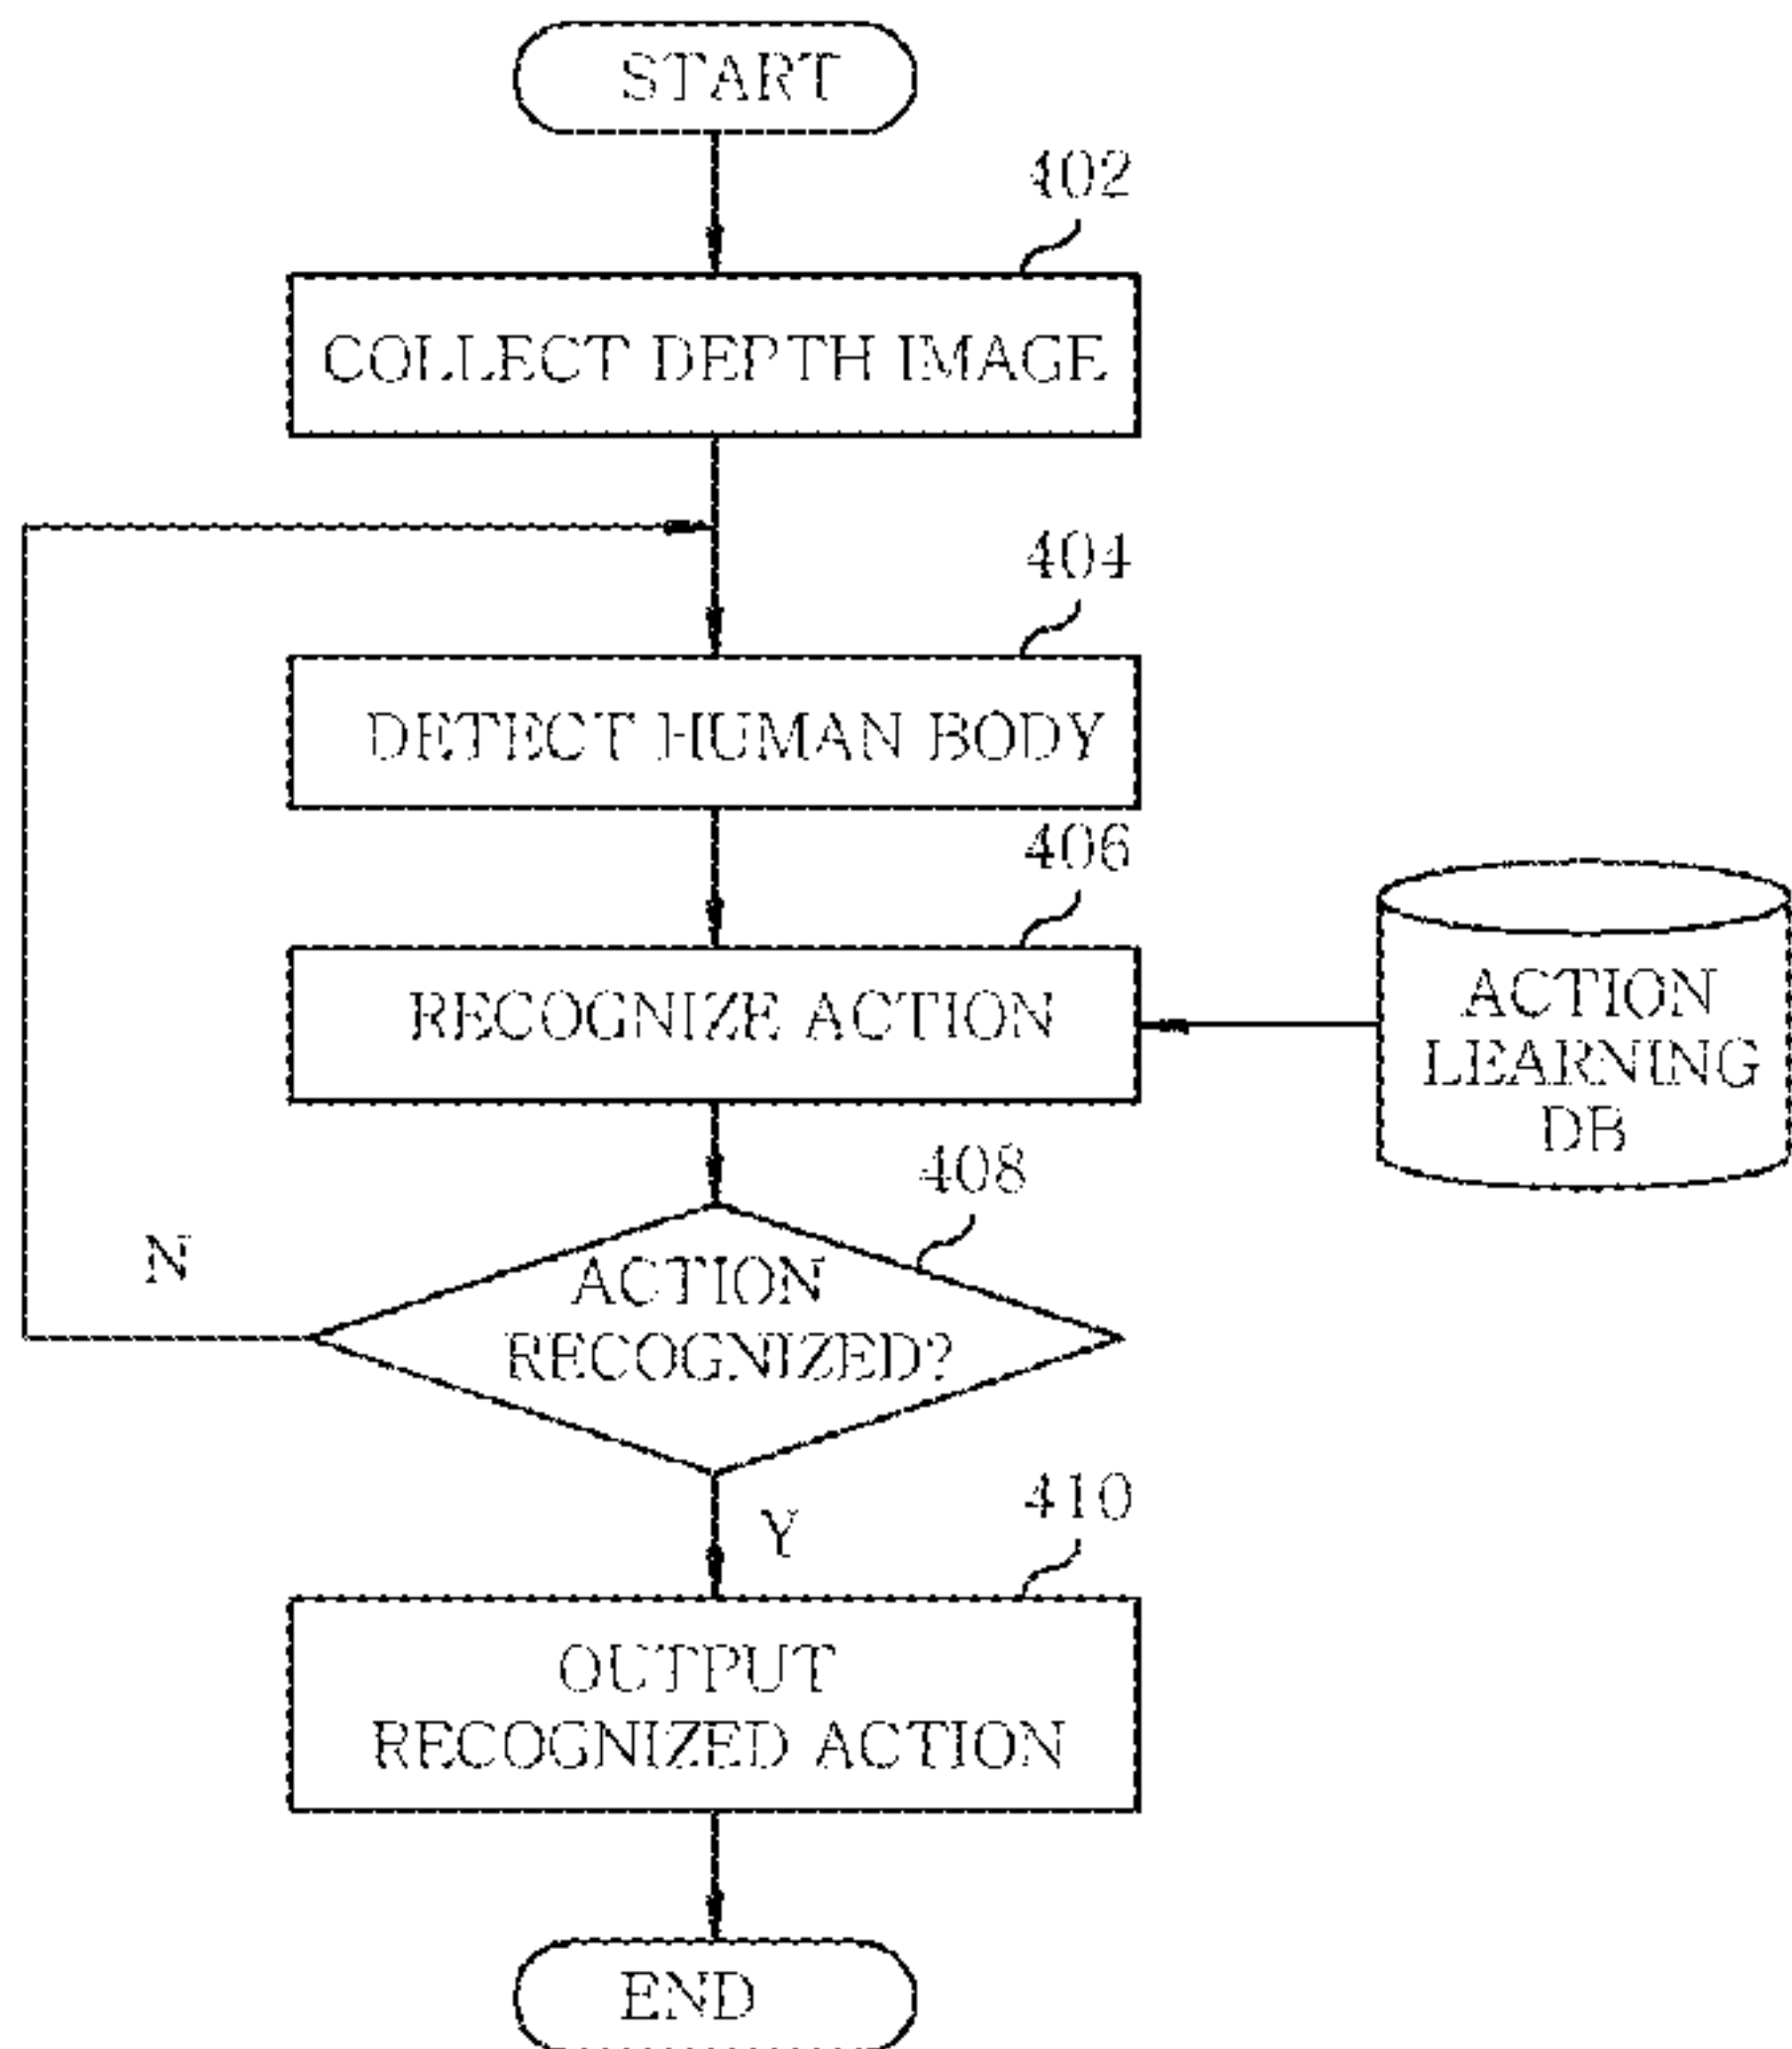 START
402
COLLECT DEPTH IMAGE
404
DETECT HUMAN BODY
406
RECOGNIZE ACTION
ACTION
LEARNING
DB
408
ACTION
RECOGNIZED?
N
Y
410
OUTPUT
RECOGNIZED ACTION
END